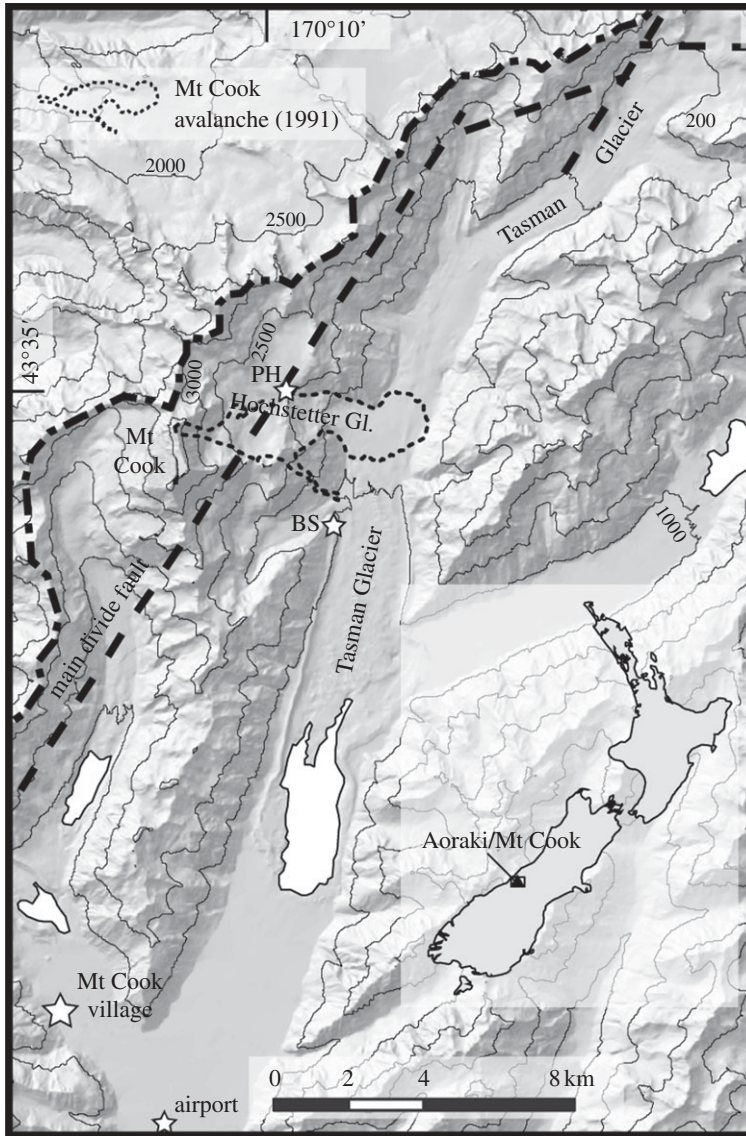 170°10’
Mt Cook
avalanche (1991)
2000
2500
200
Glacier
Tasman
43°35’
3000
2500
PH
Hochstetter Gl.
Mt
Cook
BS
1000
main divide fault
Tasman Glacier
Aoraki/Mt Cook
Mt Cook
village
0 2 4 8 km
airport